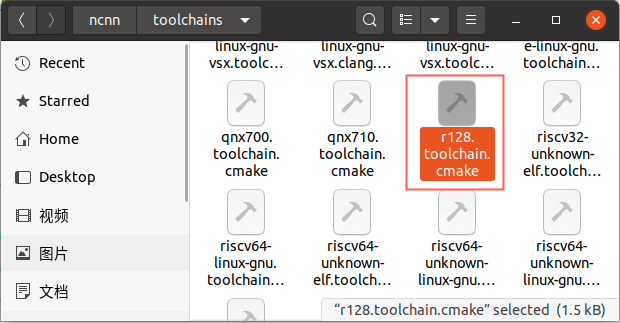 ncnn toolchains
Recent
Starred
Home
Desktop
视频
图片
文档
linux-gnu-
vsx.toolc...
linux-gnu-
vsx.clang....
linux-gnu-
vsx.toolc...
e-linux-gnu.
toolchain...
qnx700.
toolchain.
cmake
qnx710.
toolchain.
cmake
r128.
toolchain.
cmake
riscv32-
unknown-
elf.toolch...
riscv64-
linux-gnu.
toolchain...
riscv64-
unknown-
elf.toolch...
riscv64-
unknown-
linux-gnu....
riscv64-
unknown-
linux-gnu....
“r128.toolchain.cmake” selected (1.5 kB)